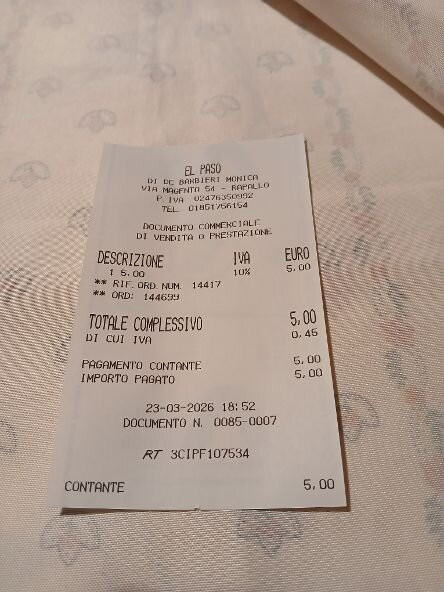 EL PASO
DI DE BARBIERI MONICA
VIA MAGENTO 54 - RAPALLO
P. IVA 02476350992
TEL. 01851756154
DOCUMENTO COMMERCIALE
DI VENDITA O PRESTAZIONE
DESCRIZIONE IVA EURO
1 5,00 10% 5,00
** RIF.ORD.NUM. 14417
** ORD: 144699
TOTALE COMPLESSIVO 5,00
DI CUI IVA 0,45
PAGAMENTO CONTANTE 5,00
IMPORTO PAGATO 5,00
23-03-2026 18:52
DOCUMENTO N. 0085-0007
RT 3CIPF107534
CONTANTE 5,00